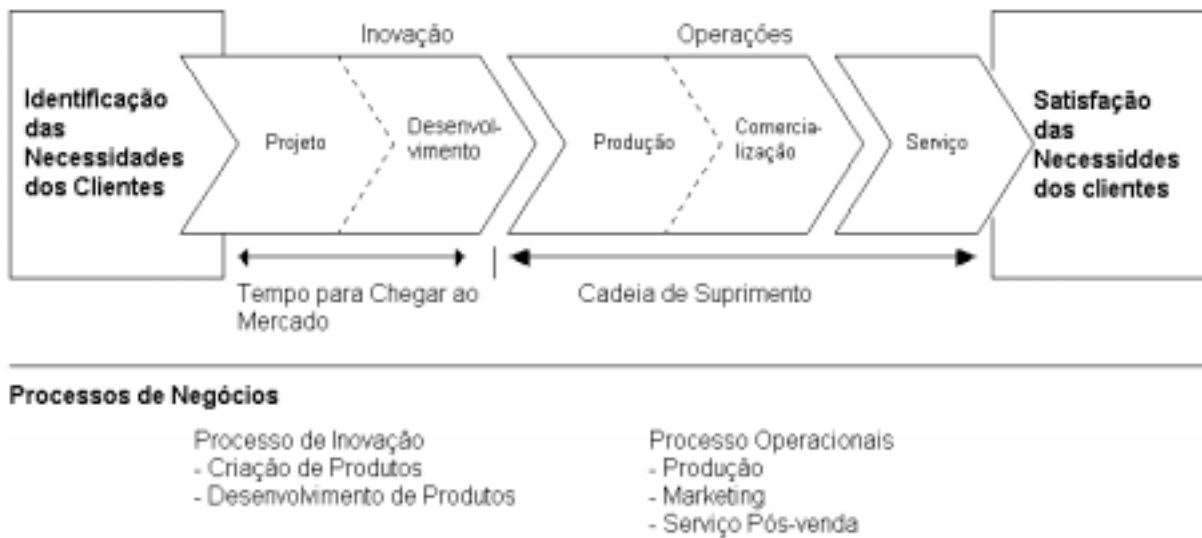 Inovação
Operações
Identificação
das
Necessidades
dos Clientes
Projeto
Desenvol-
vimento
Produção
Comercia-
lização
Serviço
Satisfação
das
Necessiddes
dos clientes
Tempo para Chegar ao
Mercado
Cadeia de Suprimento
Processos de Negócios
Processo de Inovação
- Criação de Produtos
- Desenvolvimento de Produtos
Processo Operacionais
- Produção
- Marketing
- Serviço Pós-venda